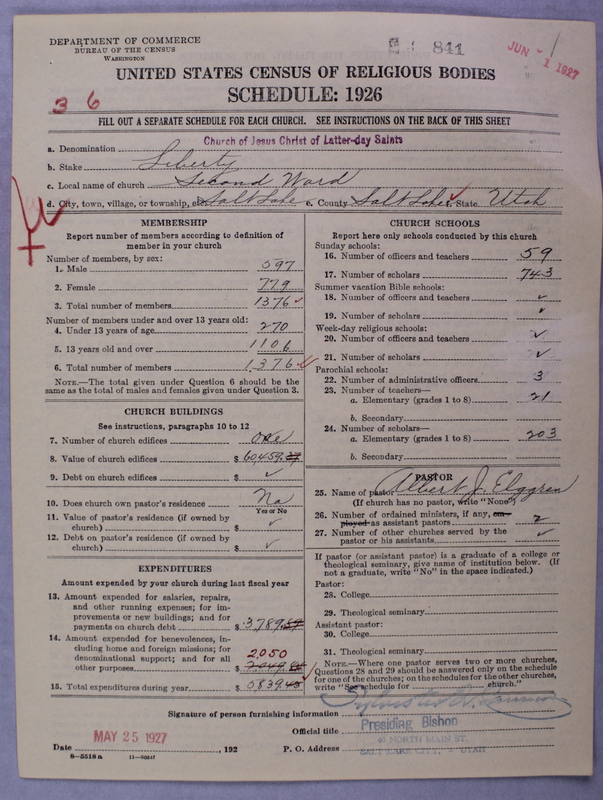 DEPARTMENT OF COMMERCE
BUREAU OF THE CENSUS
WASHINGTON
841
JUN - 1 1927
UNITED STATES CENSUS OF RELIGIOUS BODIES
SCHEDULE: 1926
3 6
FILL OUT A SEPARATE SCHEDULE FOR EACH CHURCH. SEE INSTRUCTIONS ON THE BACK OF THIS SHEET
a. Denomination Church of Jesus Christ of Latter-day Saints
b. Stake Liberty
c. Local name of church Second Ward
d. City, town, village, or township, etc. Salt Lake e. County Salt Lake f. State Utah
MEMBERSHIP
Report number of members according to definition of
member in your church
Number of members, by sex:
1. Male 597
2. Female 779
3. Total number of members 1376 ✓
Number of members under and over 13 years old:
4. Under 13 years of age 270
5. 13 years old and over 1106
6. Total number of members 1376 ✓
NOTE.—The total given under Question 6 should be the
same as the total of males and females given under Question 3.
CHURCH BUILDINGS
See instructions, paragraphs 10 to 12
7. Number of church edifices one
8. Value of church edifices $ 60459.27
9. Debt on church edifices $ ✓
10. Does church own pastor's residence? No
Yes or No
11. Value of pastor's residence (if owned by
church) $ ✓
12. Debt on pastor's residence (if owned by
church) $ ✓
EXPENDITURES
Amount expended by your church during last fiscal year
13. Amount expended for salaries, repairs,
and other running expenses; for im-
provements or new buildings; and for
payments on church debt $ 3789
14. Amount expended for benevolences, in-
cluding home and foreign missions; for
denominational support; and for all
other purposes 2,050
$ 2049
15. Total expenditures during year $ 5839 ✓
CHURCH SCHOOLS
Report here only schools conducted by this church
Sunday schools:
16. Number of officers and teachers 59
17. Number of scholars 743
Summer vacation Bible schools:
18. Number of officers and teachers ✓
19. Number of scholars ✓
Week-day religious schools:
20. Number of officers and teachers ✓
21. Number of scholars ✓
Parochial schools:
22. Number of administrative officers 3
23. Number of teachers—
a. Elementary (grades 1 to 8) 21
b. Secondary
24. Number of scholars—
a. Elementary (grades 1 to 8) 203
b. Secondary
PASTOR
25. Name of pastor Albert J. Elggren
(If church has no pastor, write "None")
26. Number of ordained ministers, if any, em-
ployed as assistant pastors 2
27. Number of other churches served by the
pastor or his assistants ✓
If pastor (or assistant pastor) is a graduate of a college or
theological seminary, give name of institution below. (If
not a graduate, write "No" in the space indicated.)
Pastor:
28. College
29. Theological seminary
Assistant pastor:
30. College
31. Theological seminary
NOTE.—Where one pastor serves two or more churches,
Questions 28 and 29 should be answered only on the schedule
for one of the churches; on the schedules for the other churches,
write "See schedule for church."
Signature of person furnishing information Sylvester Q. Cannon
Official title Presiding Bishop
Date MAY 25 1927, 192 P. O. Address 40 NORTH MAIN ST.
SALT LAKE CITY, - UTAH
8—5518a